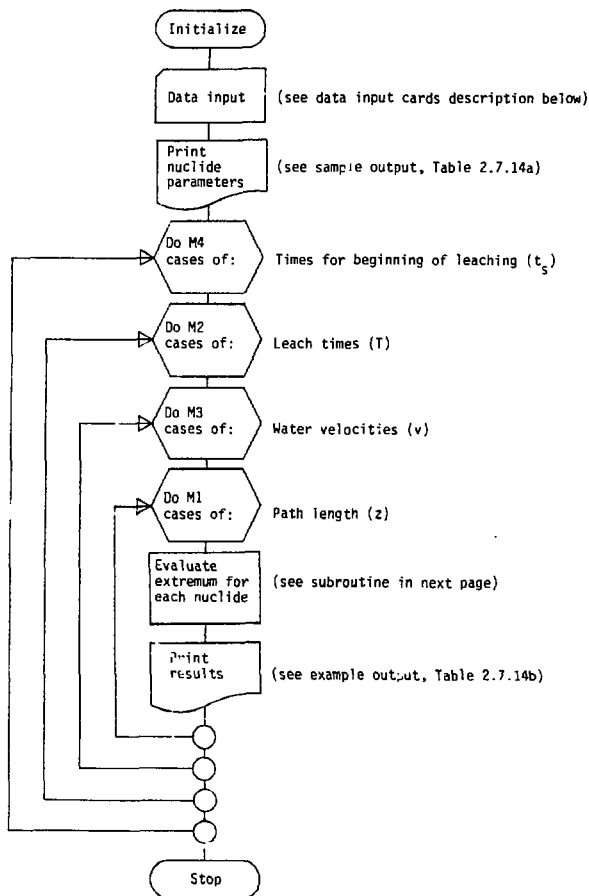 Initialize
Data input (see data input cards description below)
Print
nuclide
parameters
(see sample output, Table 2.7.14a)
Do M4
cases of:
Times for beginning of leaching (t_s)
Do M2
cases of:
Leach times (T)
Do M3
cases of:
Water velocities (v)
Do M1
cases of:
Path length (z)
Evaluate
extremum for
each nuclide
(see subroutine in next page)
Print
results
(see example output, Table 2.7.14b)
Stop